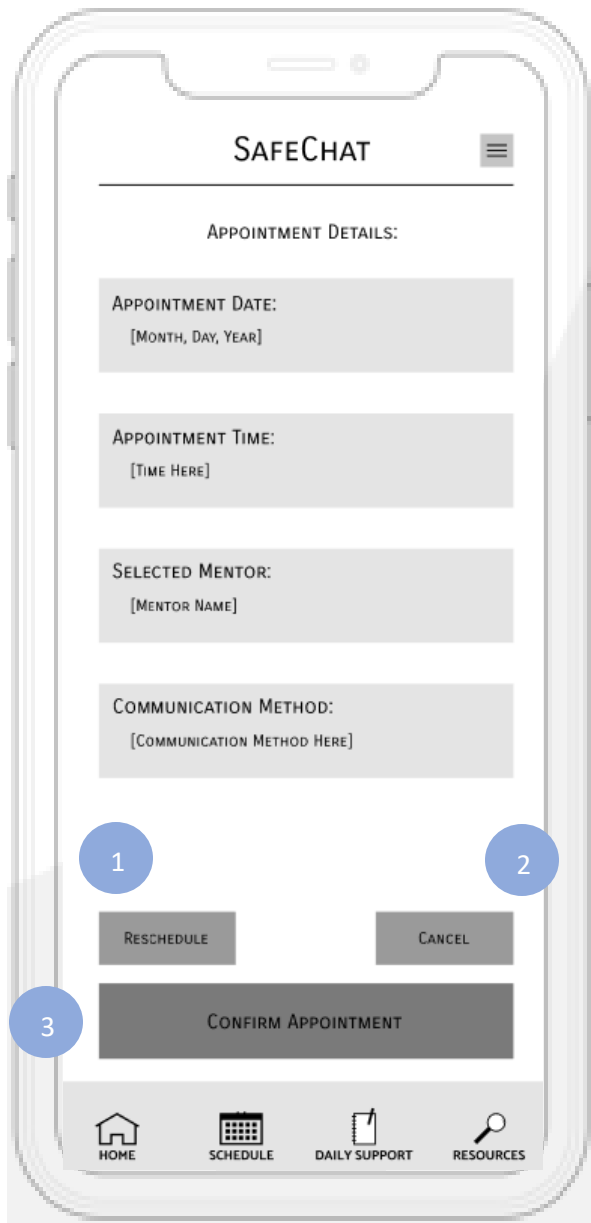 SafeChat
Appointment Details:
Appointment Date:
[Month, Day, Year]
Appointment Time:
[Time Here]
Selected Mentor:
[Mentor Name]
Communication Method:
[Communication Method Here]
1
2
Reschedule
Cancel
3
Confirm Appointment
HOME
SCHEDULE
DAILY SUPPORT
RESOURCES